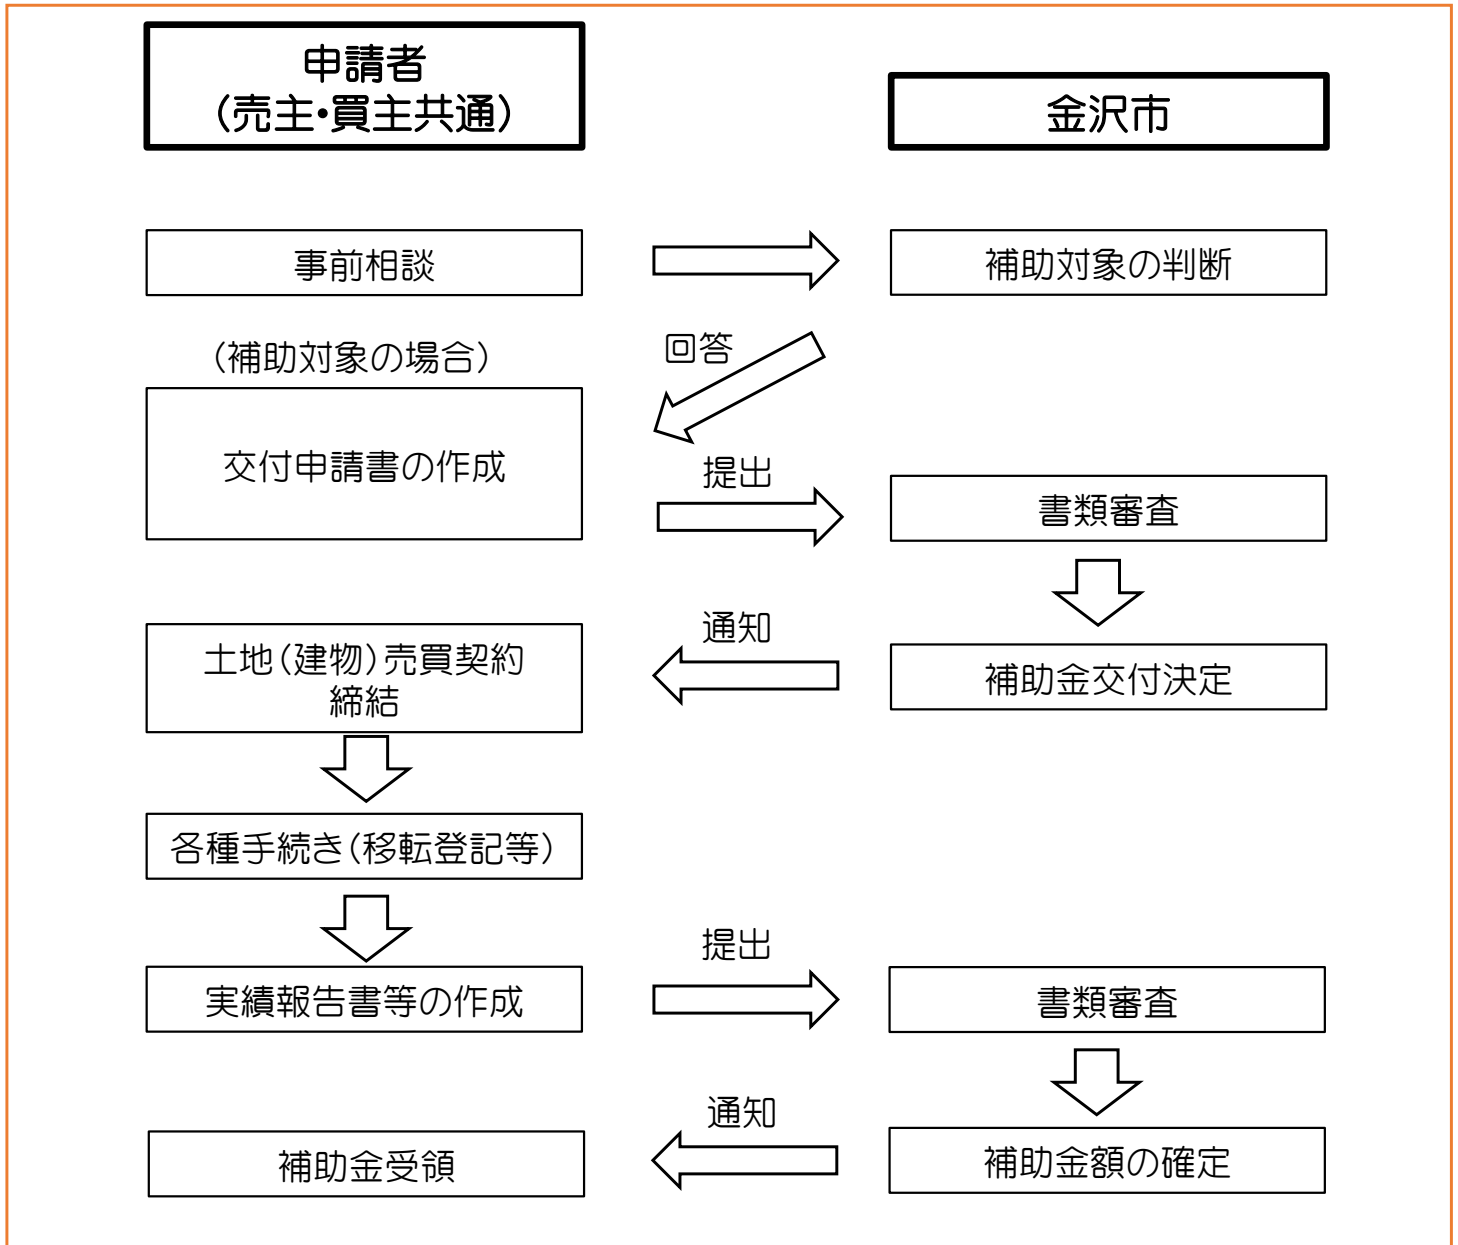 申請者
(売主・買主共通)
金沢市
事前相談
補助対象の判断
回答
(補助対象の場合)
交付申請書の作成
提出
書類審査
通知
補助金交付決定
土地(建物)売買契約
締結
各種手続き(移転登記等)
実績報告書等の作成
提出
書類審査
通知
補助金額の確定
補助金受領